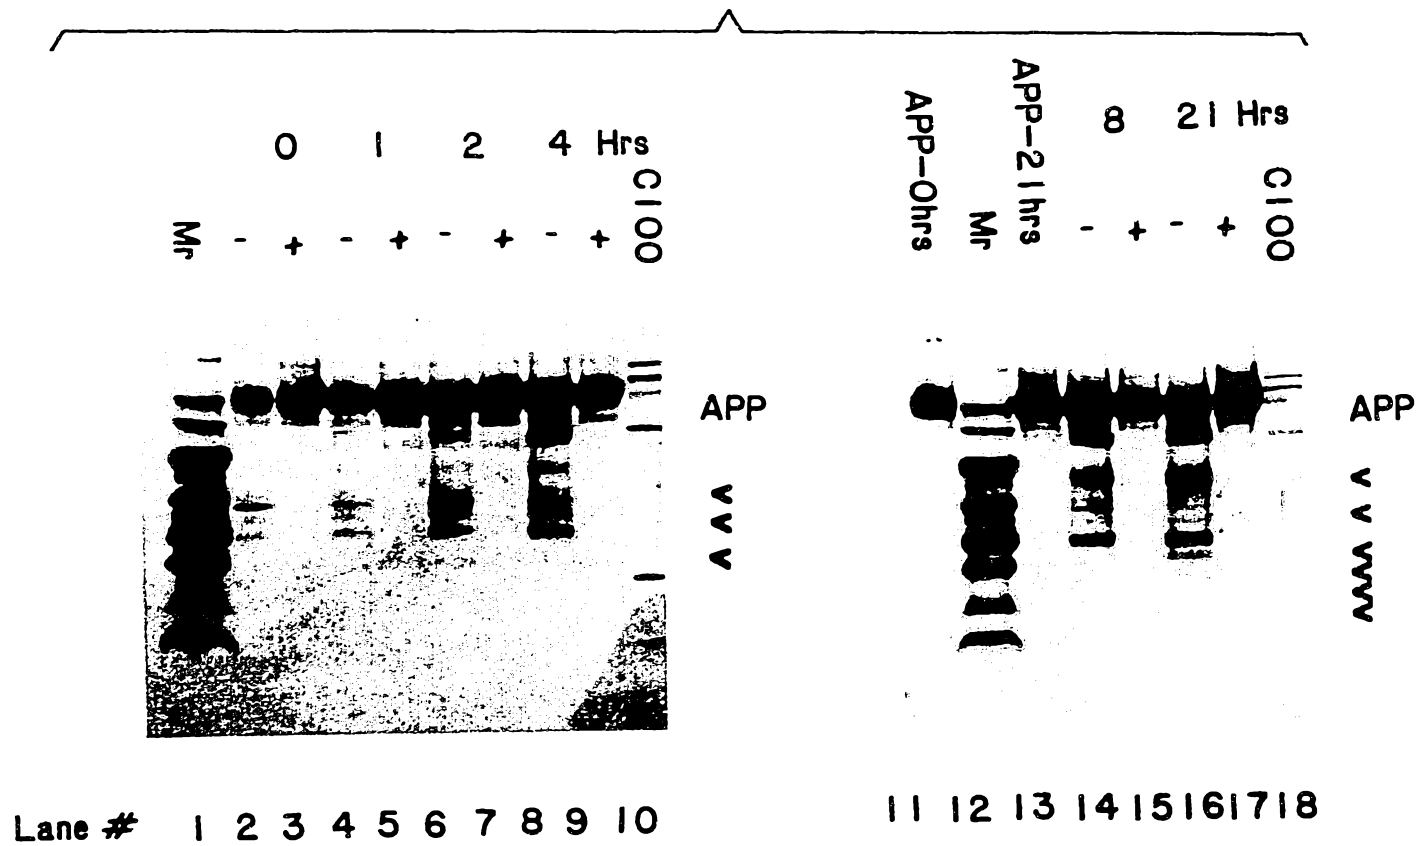 0 1 2 4 Hrs
Mr - + - + - + - + C100
APP
Lane # 1 2 3 4 5 6 7 8 9 10
APP-0hrs Mr APP-21hrs
8 21 Hrs
- + - + C100
APP
11 12 13 14 15 16 17 18